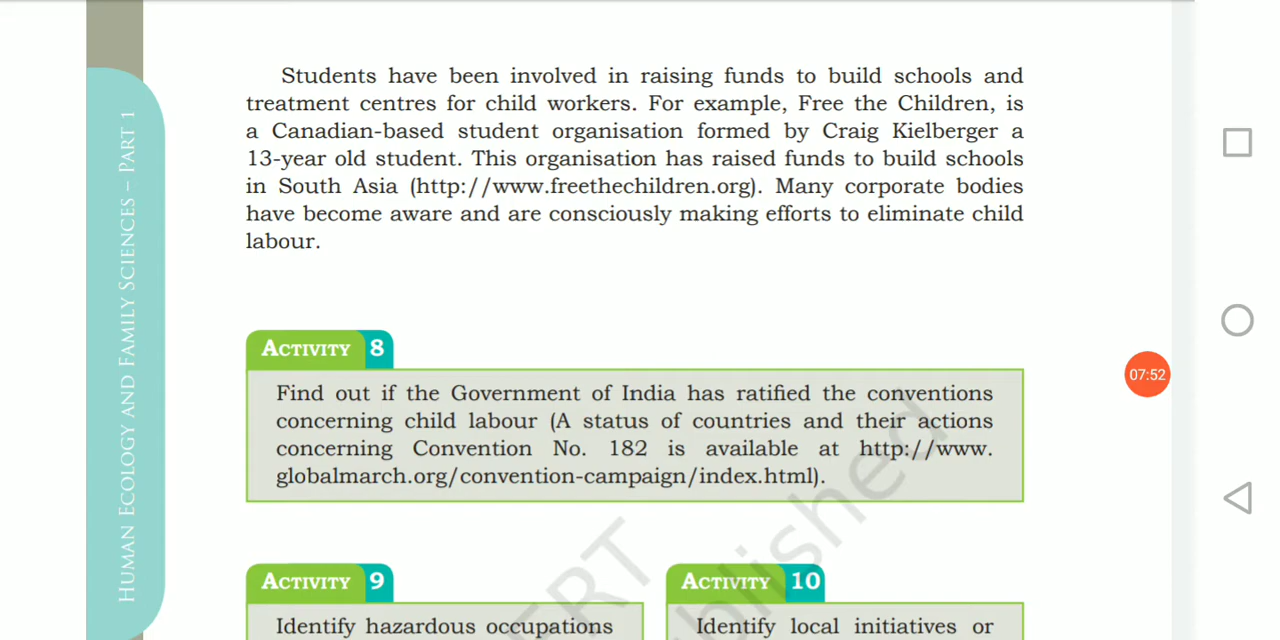 HUMAN ECOLOGY AND FAMILY SCIENCES – PART 1
Students have been involved in raising funds to build schools and
treatment centres for child workers. For example, Free the Children, is
a Canadian-based student organisation formed by Craig Kielberger a
13-year old student. This organisation has raised funds to build schools
in South Asia (http://www.freethechildren.org). Many corporate bodies
have become aware and are consciously making efforts to eliminate child
labour.
ACTIVITY 8
Find out if the Government of India has ratified the conventions
concerning child labour (A status of countries and their actions
concerning Convention No. 182 is available at http://www.
globalmarch.org/convention-campaign/index.html).
07:52
ACTIVITY 9
Identify hazardous occupations
ACTIVITY 10
Identify local initiatives or